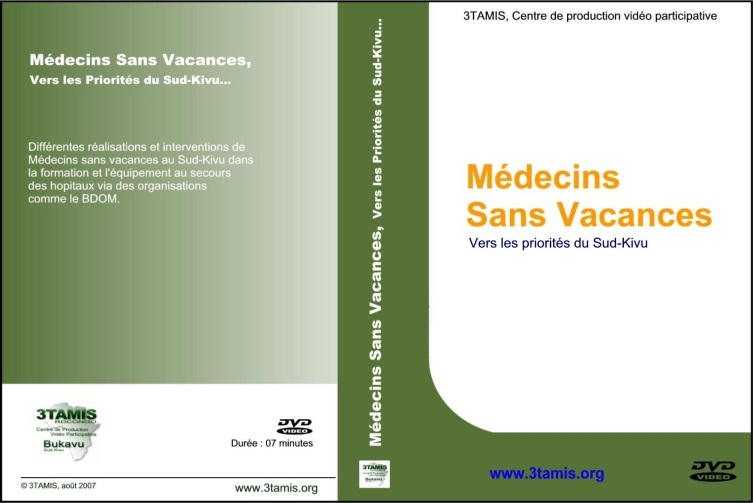 Médecins Sans Vacances,
Vers les Priorités du Sud-Kivu...
Différentes réalisations et interventions de
Médecins sans vacances au Sud-Kivu dans
la formation et l'équipement au secours
des hopitaux via des organisations
comme le BDOM.
3TAMIS
ROCONGO
Centre de Production
Vidéo Participative
Bukavu
Sud Kivu
DVD
VIDEO
Durée : 07 minutes
© 3TAMIS, août 2007
www.3tamis.org
Médecins Sans Vacances, Vers les Priorités du Sud-Kivu...
3TAMIS
Bukavu
3TAMIS, Centre de production vidéo participative
Médecins
Sans Vacances
Vers les priorités du Sud-Kivu
www.3tamis.org
DVD
VIDEO